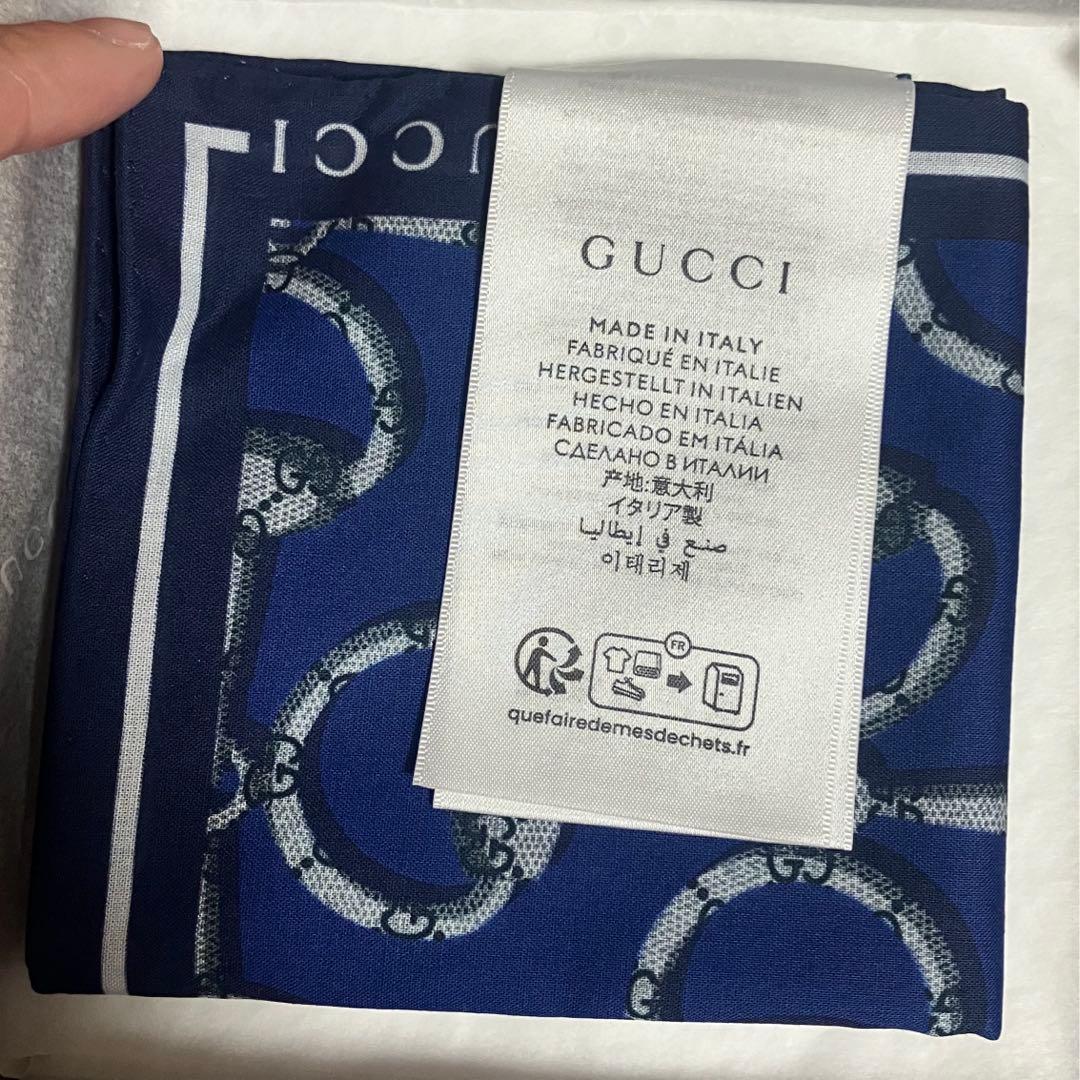 UCCI
GUCCI
MADE IN ITALY
FABRIQUÉ EN ITALIE
HERGESTELLT IN ITALIEN
HECHO EN ITALIA
FABRICADO EM ITÁLIA
СДЕЛАНО В ИТАЛИИ
产地:意大利
イタリア製
صنع في إيطاليا
이태리제
FR
quefairedemesdechets.fr